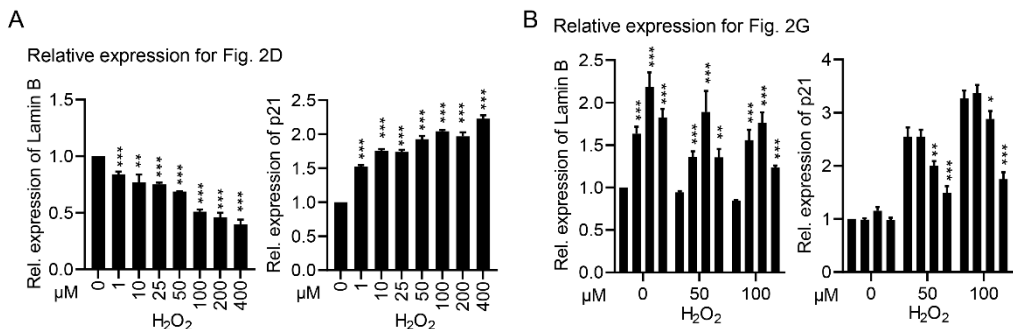 A
Relative expression for Fig. 2D
Rel. expression of Lamin B
1.5
1.0
0.5
0.0
*** ** *** *** *** *** ***
µM 0 1 10 25 50 100 200 400
H₂O₂
Rel. expression of p21
2.5
2.0
1.5
1.0
0.5
0.0
*** *** *** *** *** *** ***
µM 0 1 10 25 50 100 200 400
H₂O₂
B
Relative expression for Fig. 2G
Rel. expression of Lamin B
2.5
2.0
1.5
1.0
0.5
0.0
*** *** *** *** *** ** *** *** ***
µM 0 50 100
H₂O₂
Rel. expression of p21
4
3
2
1
0
** *** * ***
µM 0 50 100
H₂O₂